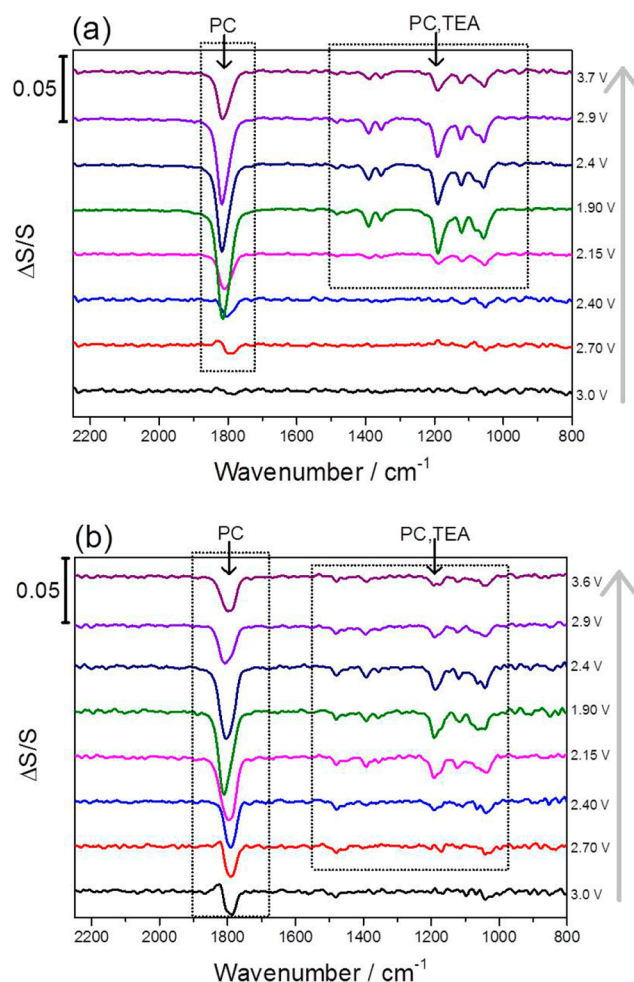 (a)
PC
PC,TEA
0.05
3.7 V
2.9 V
2.4 V
1.90 V
2.15 V
2.40 V
2.70 V
3.0 V
ΔS/S
2200 2000 1800 1600 1400 1200 1000 800
Wavenumber / cm⁻¹
(b)
PC
PC,TEA
0.05
3.6 V
2.9 V
2.4 V
1.90 V
2.15 V
2.40 V
2.70 V
3.0 V
ΔS/S
2200 2000 1800 1600 1400 1200 1000 800
Wavenumber / cm⁻¹